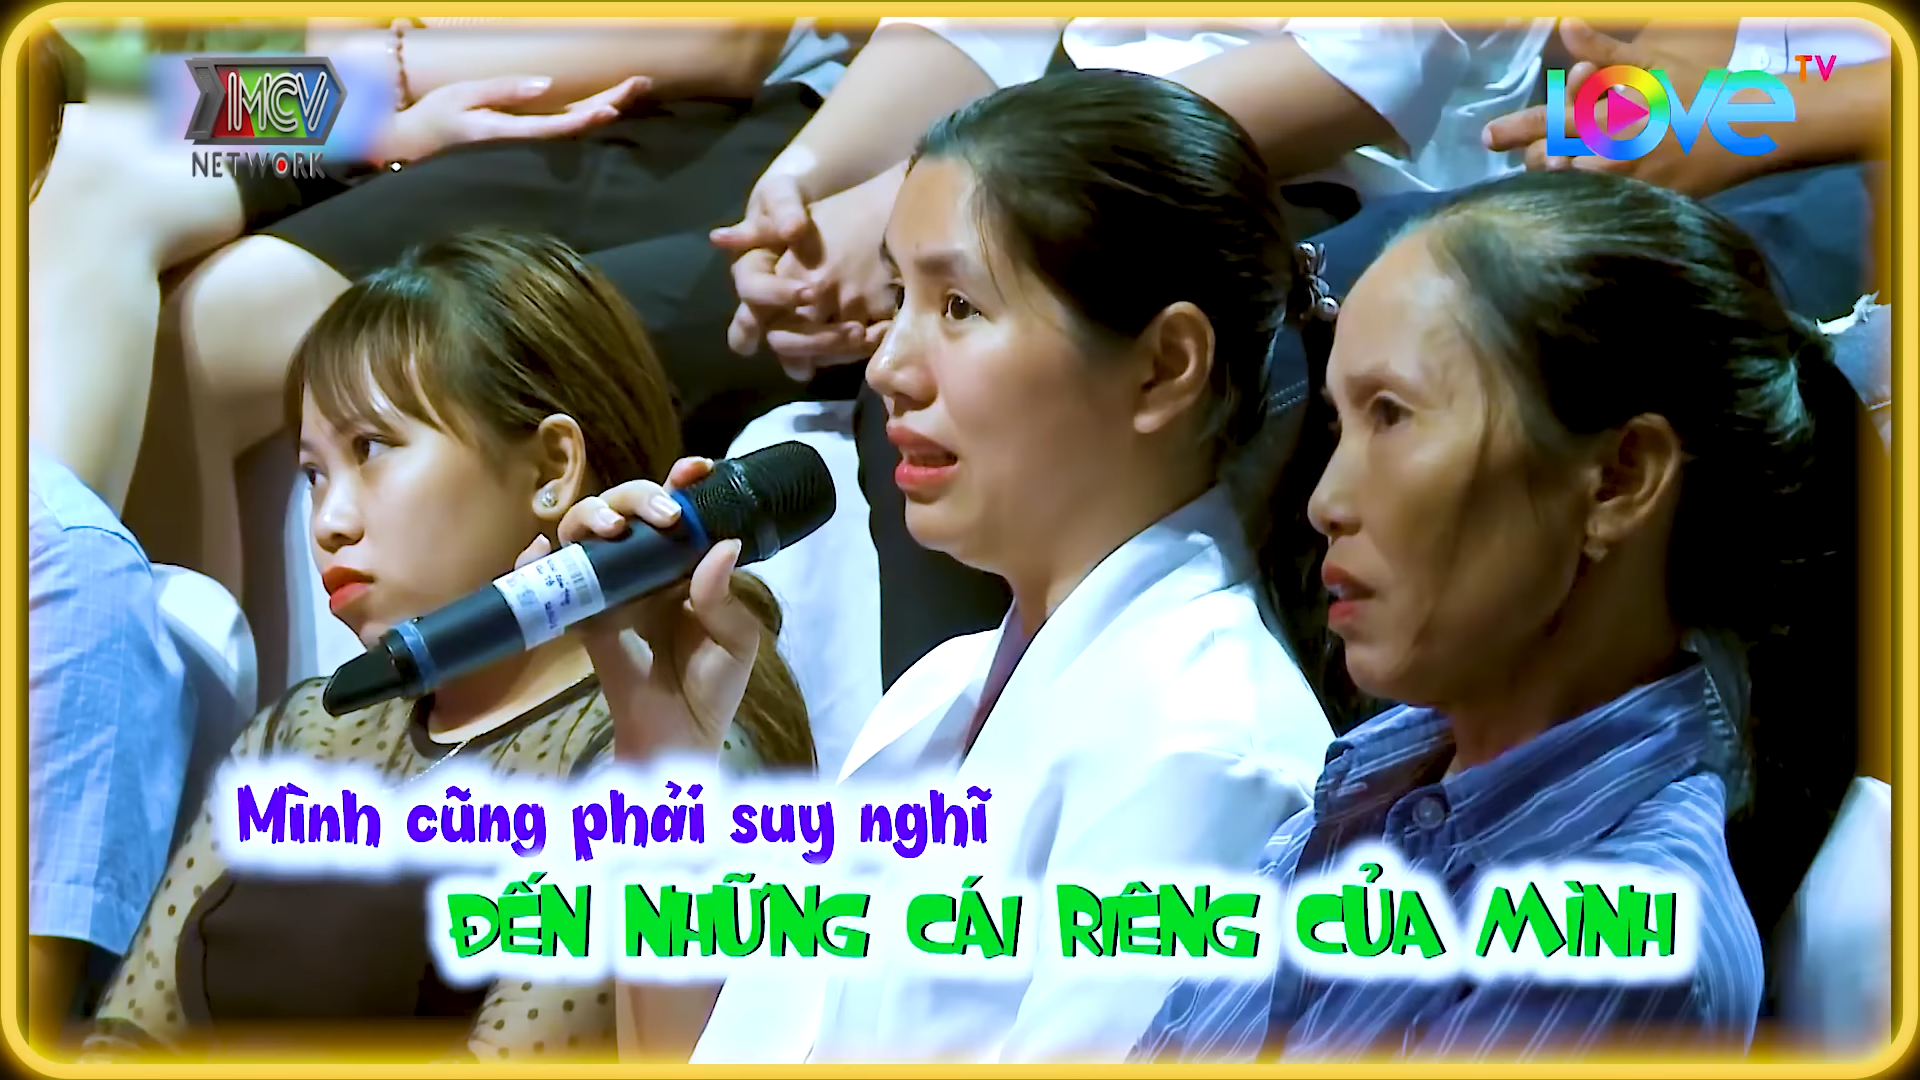 MCV
NETWORK
LOVE TV
Mình cũng phải suy nghĩ
ĐẾN NHỮNG CÁI RIÊNG CỦA MÌNH